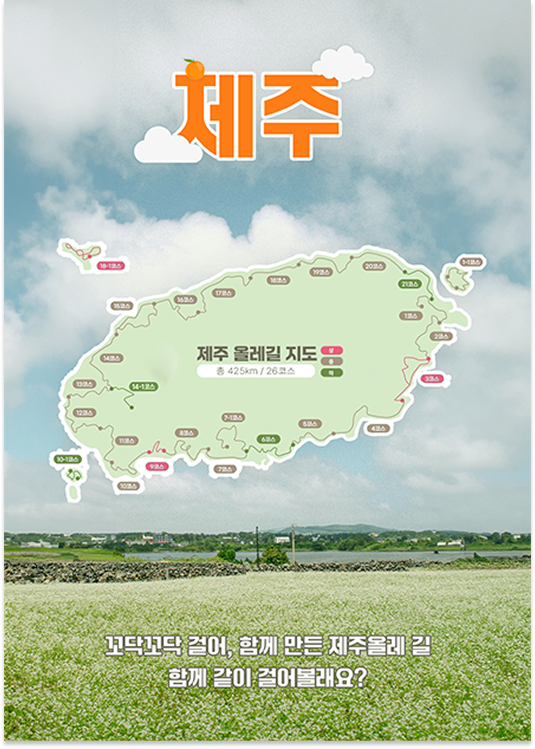 제주
18-1코스
1-1코스
20코스
19코스
18코스
21코스
17코스
16코스
15코스
1코스
2코스
제주 올레길 지도
상
중
하
총 425km / 26코스
14코스
3코스
13코스
14-1코스
12코스
7-1코스
5코스
4코스
8코스
6코스
11코스
10-1코스
9코스
7코스
10코스
꼬닥꼬닥 걸어, 함께 만든 제주올레 길
함께 같이 걸어볼래요?